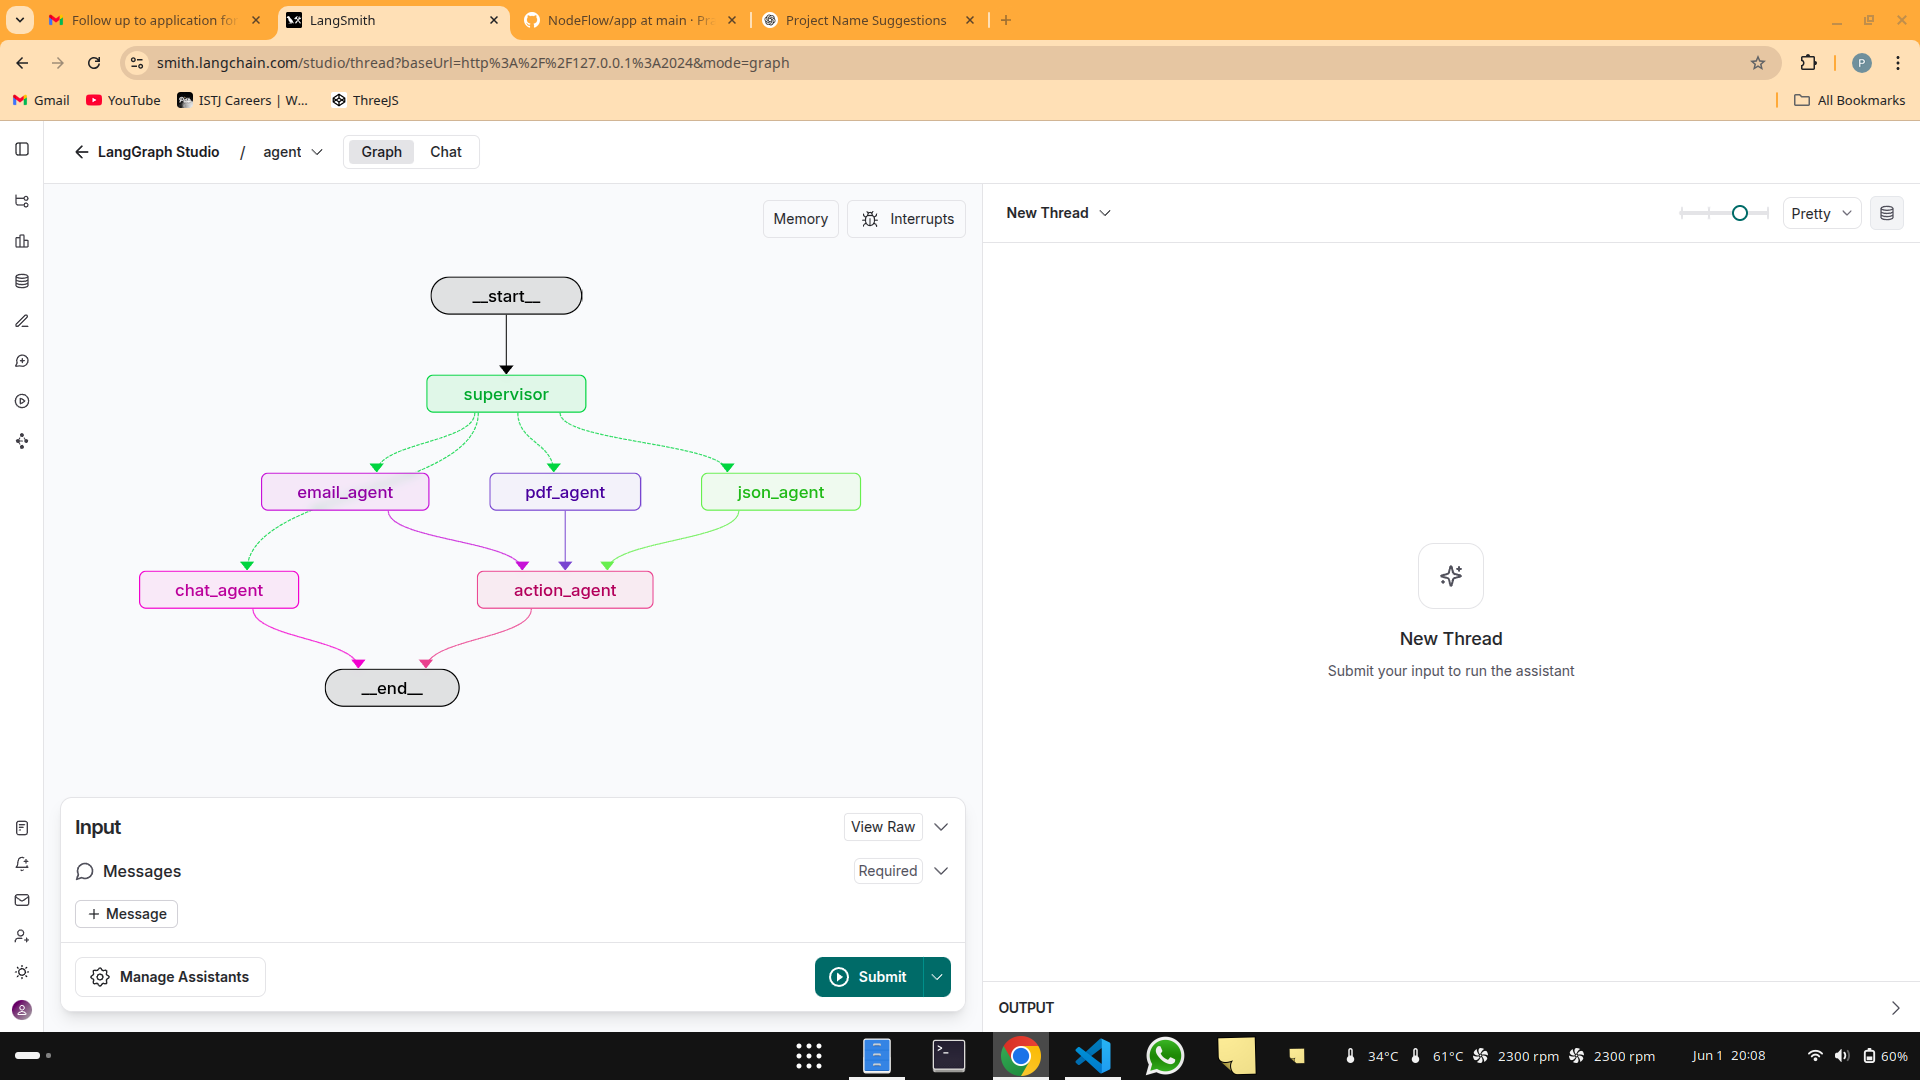 Follow up to application fo
LangSmith
NodeFlow/app at main · Pr
Project Name Suggestions
smith.langchain.com/studio/thread?baseUrl=http%3A%2F%2F127.0.0.1%3A2024&mode=graph
P
Gmail
YouTube
ISTJ Careers | W...
ThreeJS
All Bookmarks
LangGraph Studio / agent
Graph
Chat
Memory
Interrupts
__start__
supervisor
email_agent
pdf_agent
json_agent
chat_agent
action_agent
__end__
Input
View Raw
Messages
Required
+ Message
Manage Assistants
Submit
New Thread
Pretty
New Thread
Submit your input to run the assistant
OUTPUT
34°C 61°C 2300 rpm 2300 rpm Jun 1 20:08 60%